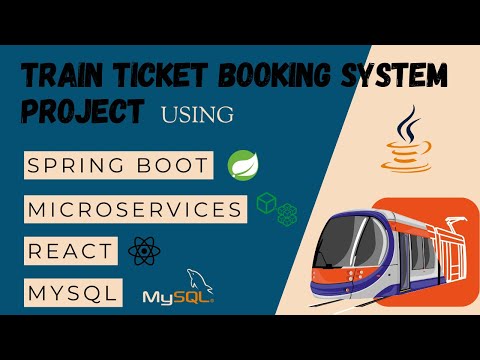 TRAIN TICKET BOOKING SYSTEM
PROJECT USING
SPRING BOOT
MICROSERVICES
REACT
MYSQL
MySQL